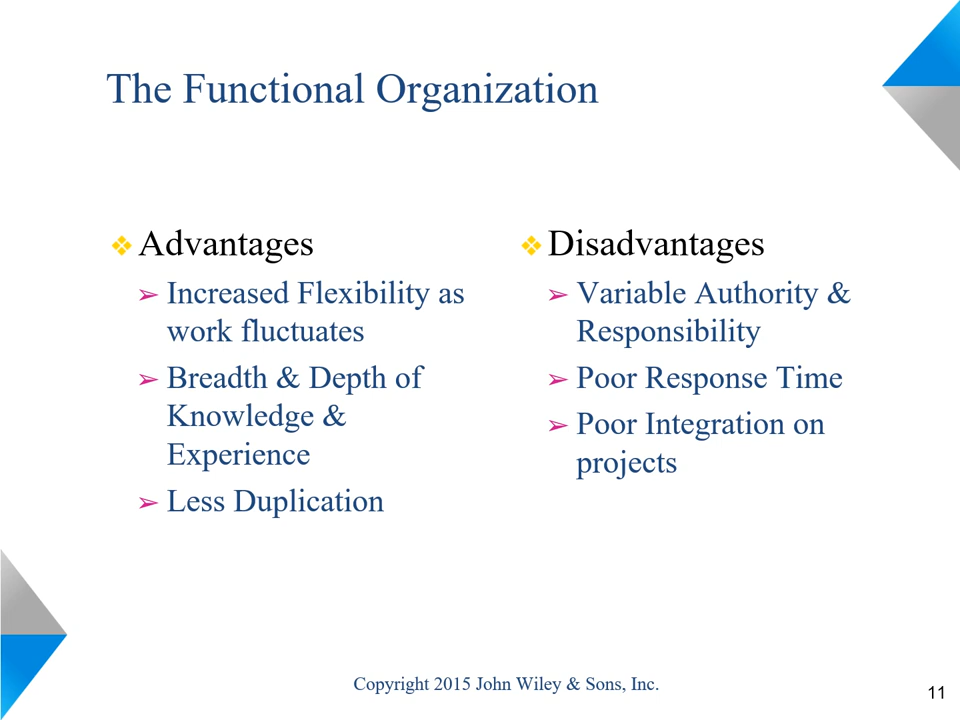 The Functional Organization
❖ Advantages
➢ Increased Flexibility as
work fluctuates
➢ Breadth & Depth of
Knowledge &
Experience
➢ Less Duplication
❖ Disadvantages
➢ Variable Authority &
Responsibility
➢ Poor Response Time
➢ Poor Integration on
projects
Copyright 2015 John Wiley & Sons, Inc.
11